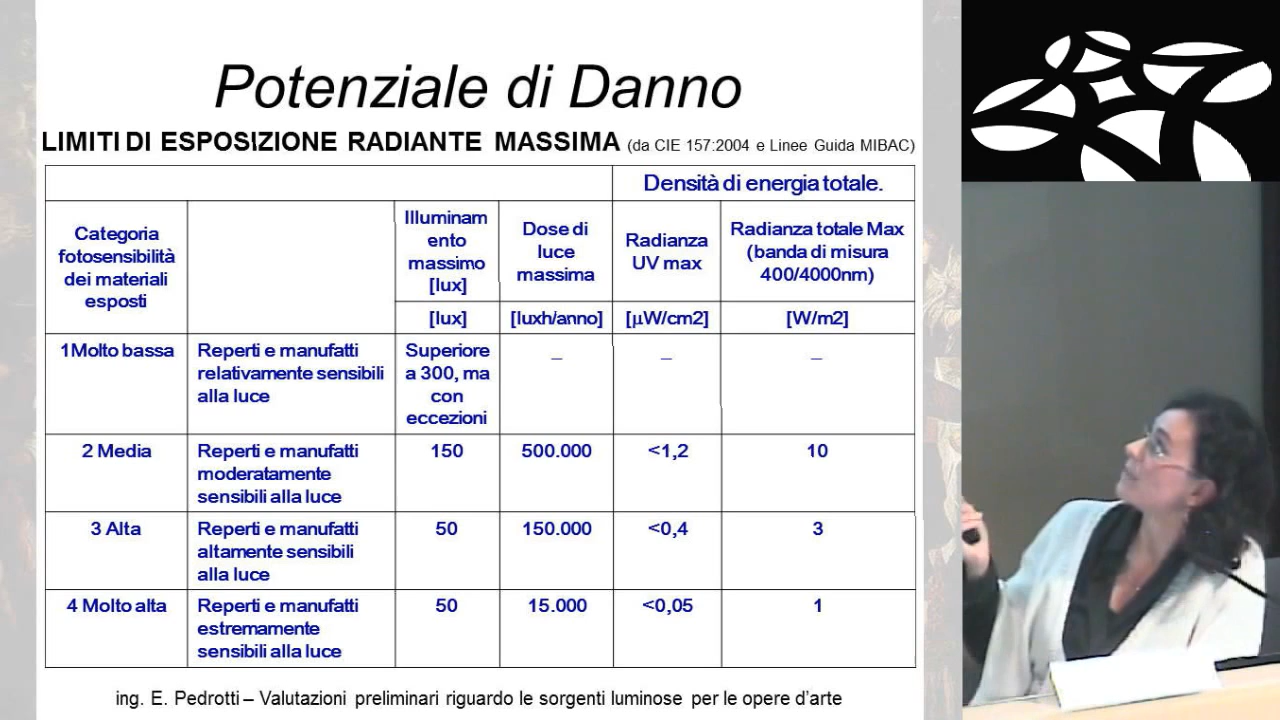 Potenziale di Danno
LIMITI DI ESPOSIZIONE RADIANTE MASSIMA (da CIE 157:2004 e Linee Guida MIBAC)
Densità di energia totale.
Categoria
fotosensibilità
dei materiali
esposti
Illuminam
ento
massimo
[lux]
Dose di
luce
massima
Radianza
UV max
Radianza totale Max
(banda di misura
400/4000nm)
[lux]
[luxh/anno]
[µW/cm2]
[W/m2]
1Molto bassa
Reperti e manufatti
relativamente sensibili
alla luce
Superiore
a 300, ma
con
eccezioni
_
_
_
2 Media
Reperti e manufatti
moderatamente
sensibili alla luce
150
500.000
<1,2
10
3 Alta
Reperti e manufatti
altamente sensibili
alla luce
50
150.000
<0,4
3
4 Molto alta
Reperti e manufatti
estremamente
sensibili alla luce
50
15.000
<0,05
1
ing. E. Pedrotti – Valutazioni preliminari riguardo le sorgenti luminose per le opere d'arte